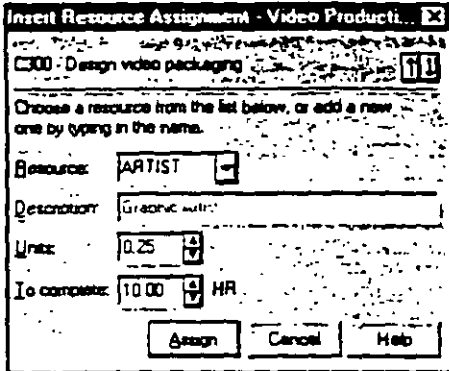 Insert Resource Assignment - Video Producti...
C300 - Design video packaging
Choose a resource from the list below, or add a new
one by typing in the name.
Resource: ARTIST
Description: Graphic artist
Units: 0.25
To complete: 10.00 HR
Assign Cancel Help